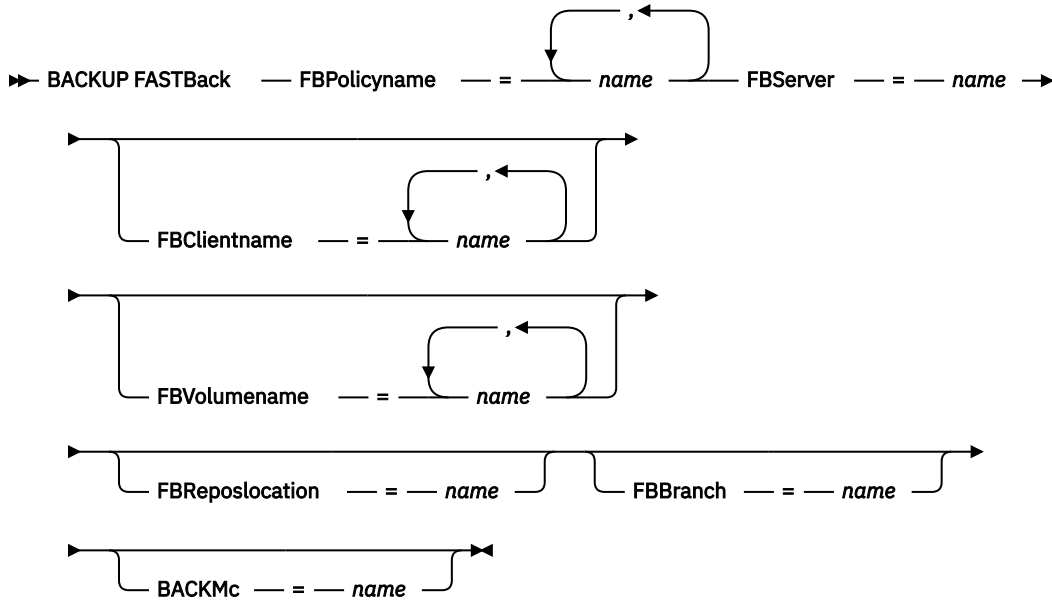 ,
BACKUP FASTBack FBPolicyname = name FBServer = name
,
FBClientname = name
,
FBVolumename = name
FBReposlocation = name FBBranch = name
BACKMc = name